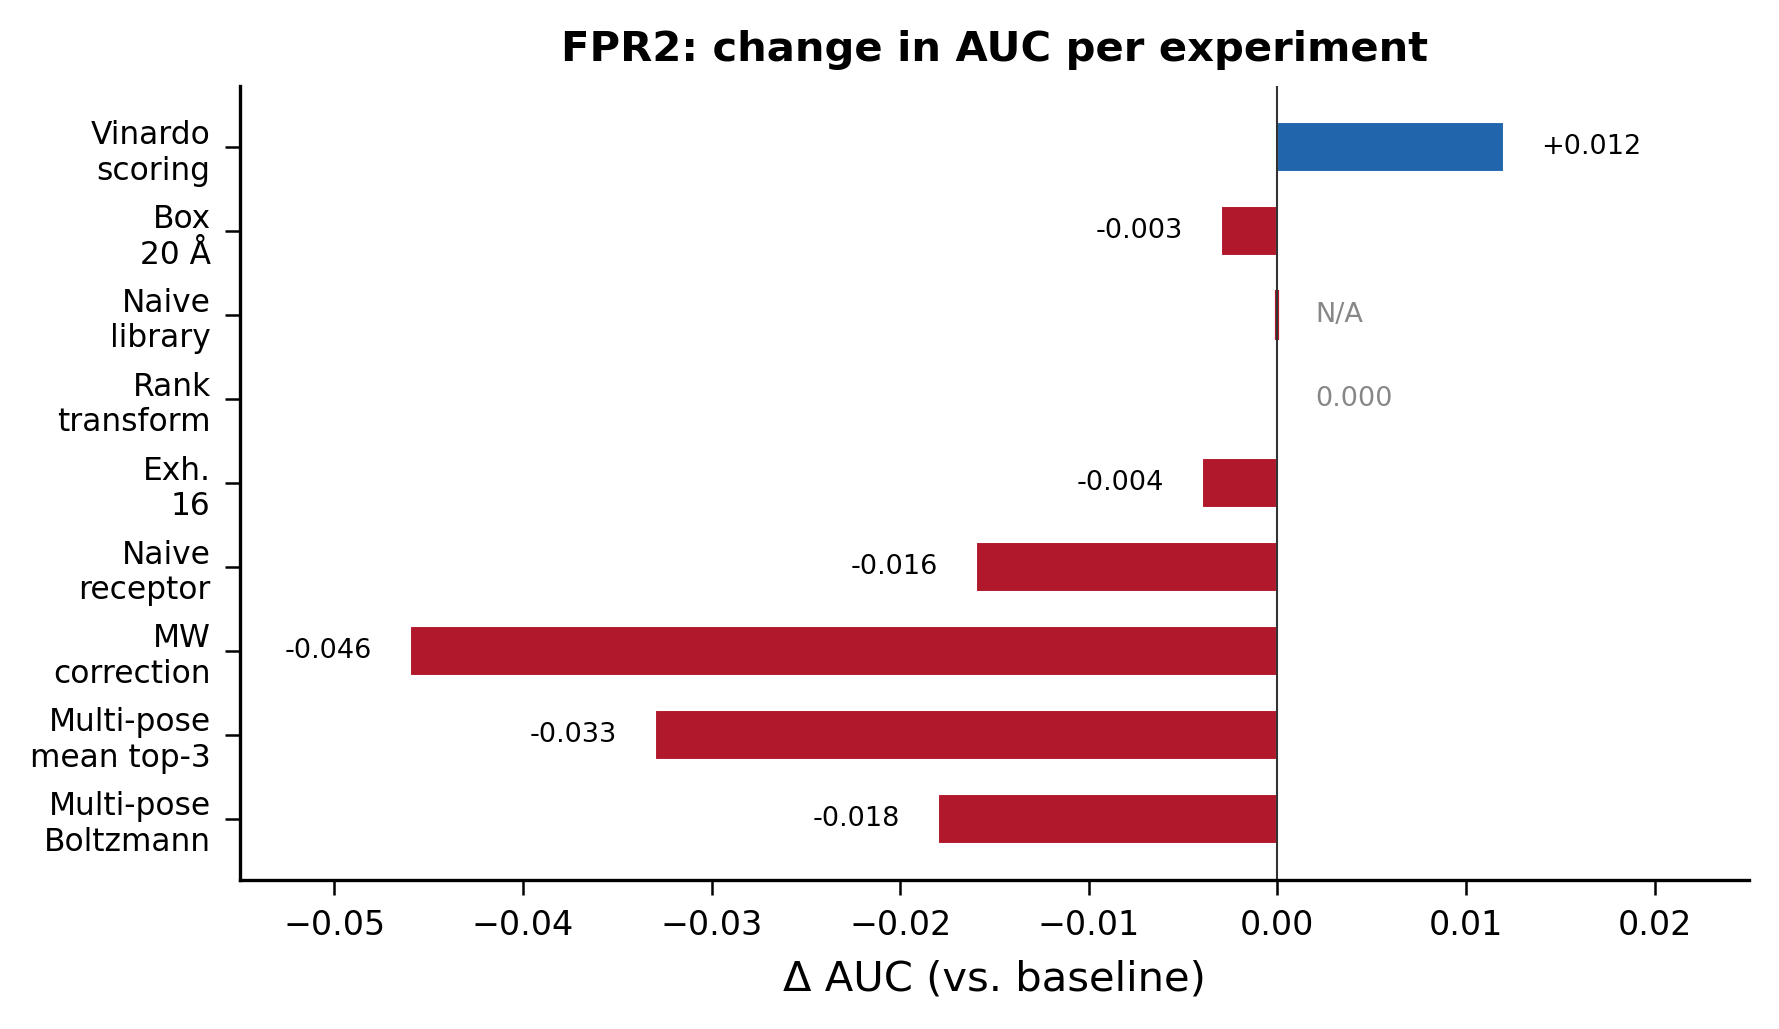 FPR2: change in AUC per experiment
Vinardo
scoring
+0.012
Box
20 Å
-0.003
Naive
library
N/A
Rank
transform
0.000
Exh.
16
-0.004
Naive
receptor
-0.016
MW
correction
-0.046
Multi-pose
mean top-3
-0.033
Multi-pose
Boltzmann
-0.018
−0.05 −0.04 −0.03 −0.02 −0.01 0.00 0.01 0.02
Δ AUC (vs. baseline)